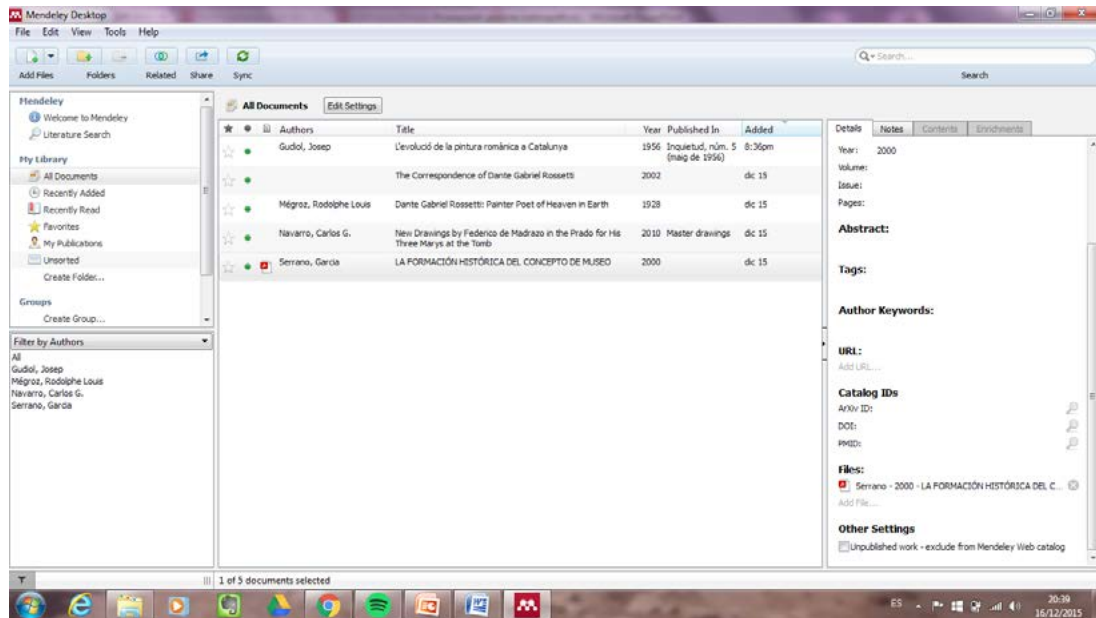 Mendeley Desktop
File Edit View Tools Help
Add Files Folders Related Share Sync
Search...
Search
Mendeley
Welcome to Mendeley
Literature Search
My Library
All Documents
Recently Added
Recently Read
Favorites
My Publications
Unsorted
Create Folder...
Groups
Create Group...
Filter by Authors
All
Gudiol, Josep
Mégroz, Rodolphe Louis
Navarro, Carlos G.
Serrano, Garcia
All Documents Edit Settings
Authors Title Year Published In Added
Gudiol, Josep L'evolució de la pintura romànica a Catalunya 1956 Inquietud, núm. 5 8:36pm
(maig de 1956)
The Correspondence of Dante Gabriel Rossetti 2002 dic 15
Mégroz, Rodolphe Louis Dante Gabriel Rossetti: Painter Poet of Heaven in Earth 1928 dic 15
Navarro, Carlos G. New Drawings by Federico de Madrazo in the Prado for His 2010 Master drawings dic 15
Three Marys at the Tomb
Serrano, Garcia LA FORMACIÓN HISTÓRICA DEL CONCEPTO DE MUSEO 2000 dic 15
Details Notes Contents Enrichments
Year: 2000
Volume:
Issue:
Pages:
Abstract:
Tags:
Author Keywords:
URL:
Add URL...
Catalog IDs
ArXiv ID:
DOI:
PMID:
Files:
Serrano - 2000 - LA FORMACIÓN HISTÓRICA DEL C...
Add File...
Other Settings
Unpublished work - exclude from Mendeley Web catalog
1 of 5 documents selected
ES 20:39
16/12/2015